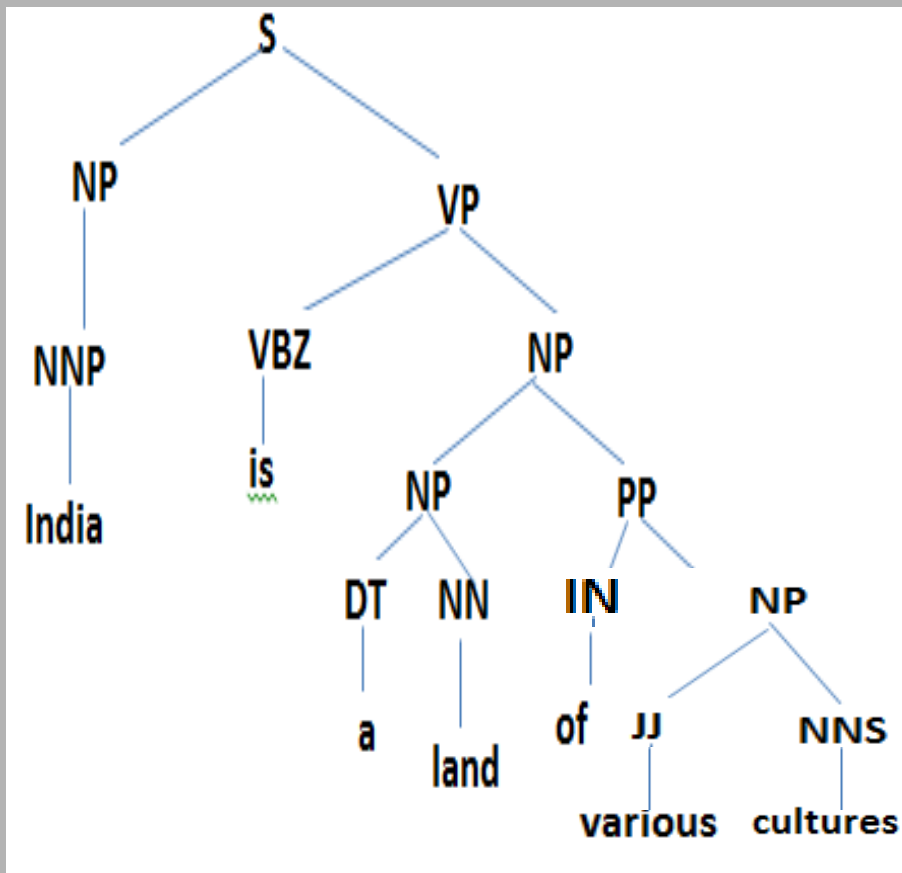 S
NP
VP
VBZ
NP
NNP
is
NP
PP
India
DT
NN
IN
NP
a
of
JJ
NNS
land
various
cultures